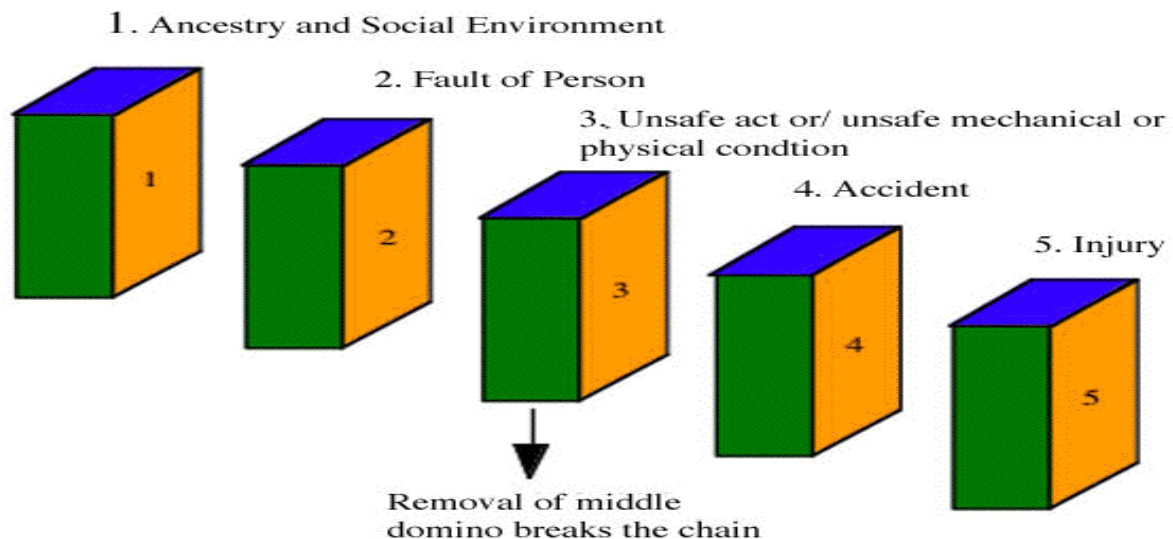 1. Ancestry and Social Environment
2. Fault of Person
3. Unsafe act or/ unsafe mechanical or
physical condtion
4. Accident
5. Injury
1
2
3
4
5
Removal of middle
domino breaks the chain